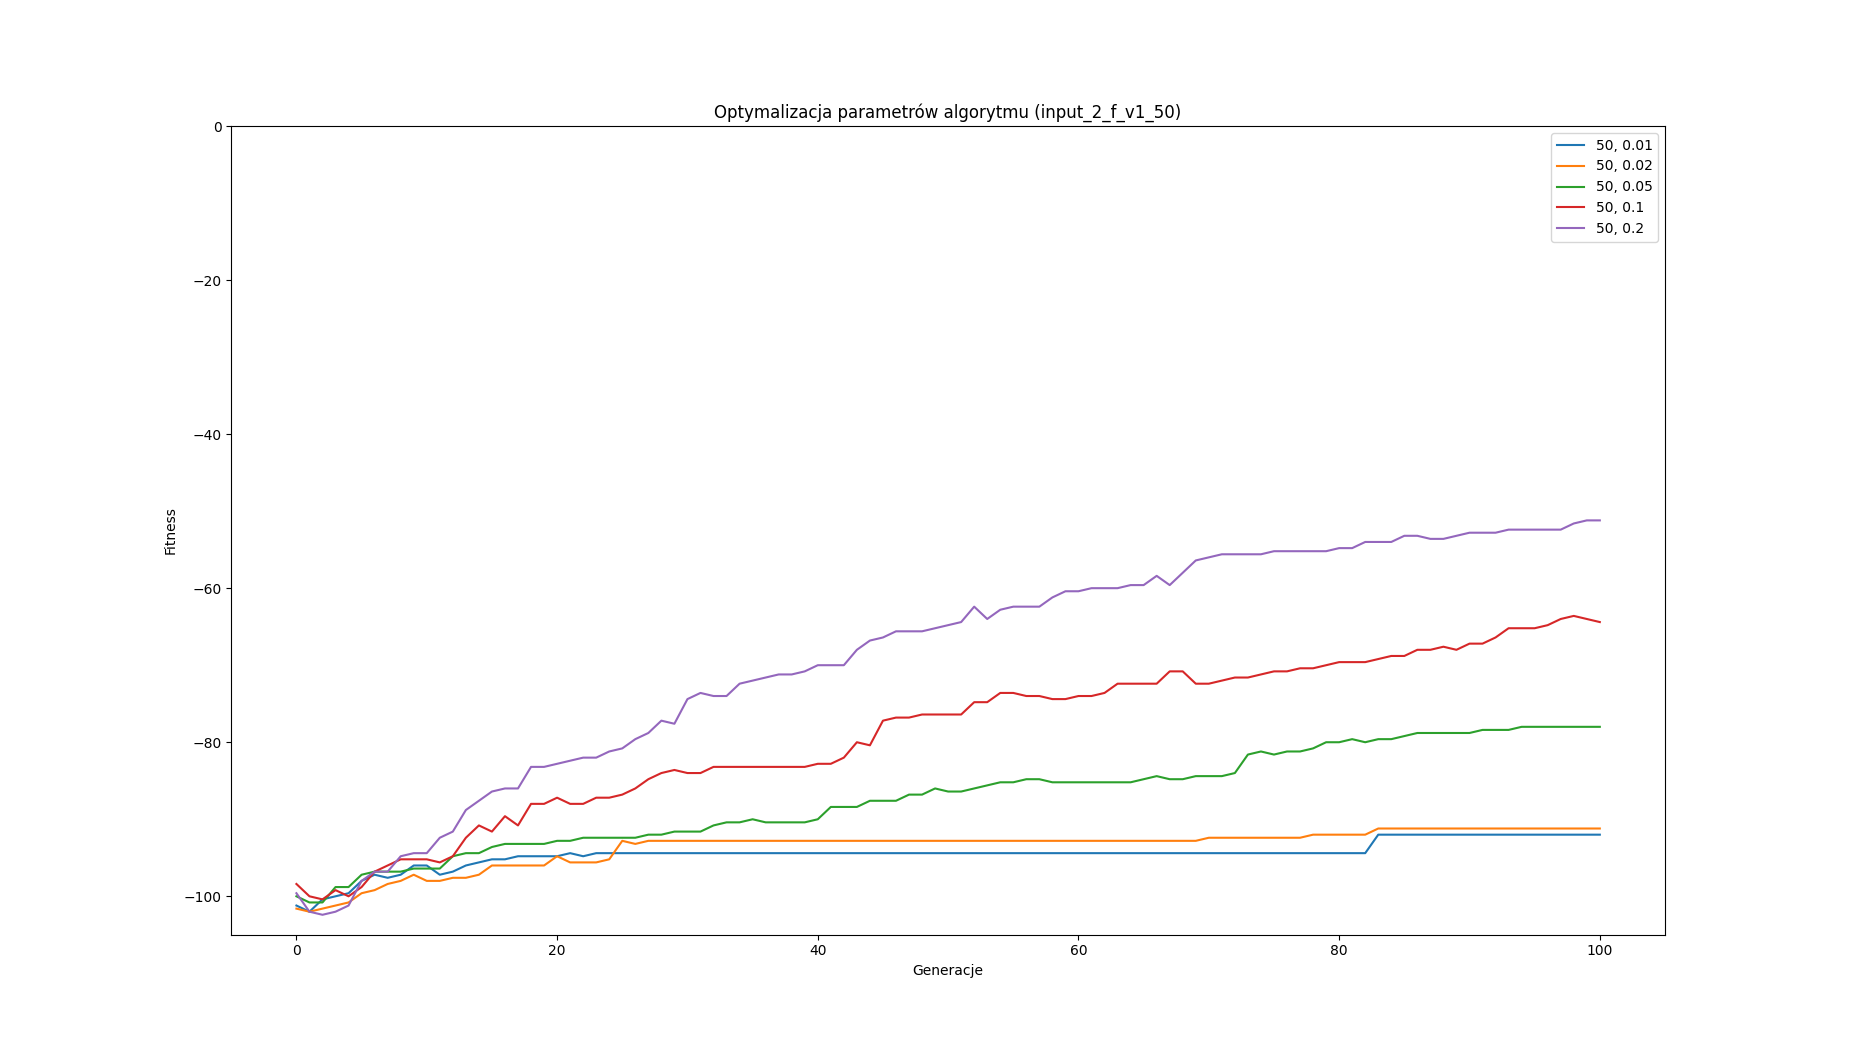 Optymalizacja parametrów algorytmu (input_2_f_v1_50)
0
−20
−40
−60
−80
−100
Fitness
50, 0.01
50, 0.02
50, 0.05
50, 0.1
50, 0.2
0 20 40 60 80 100
Generacje